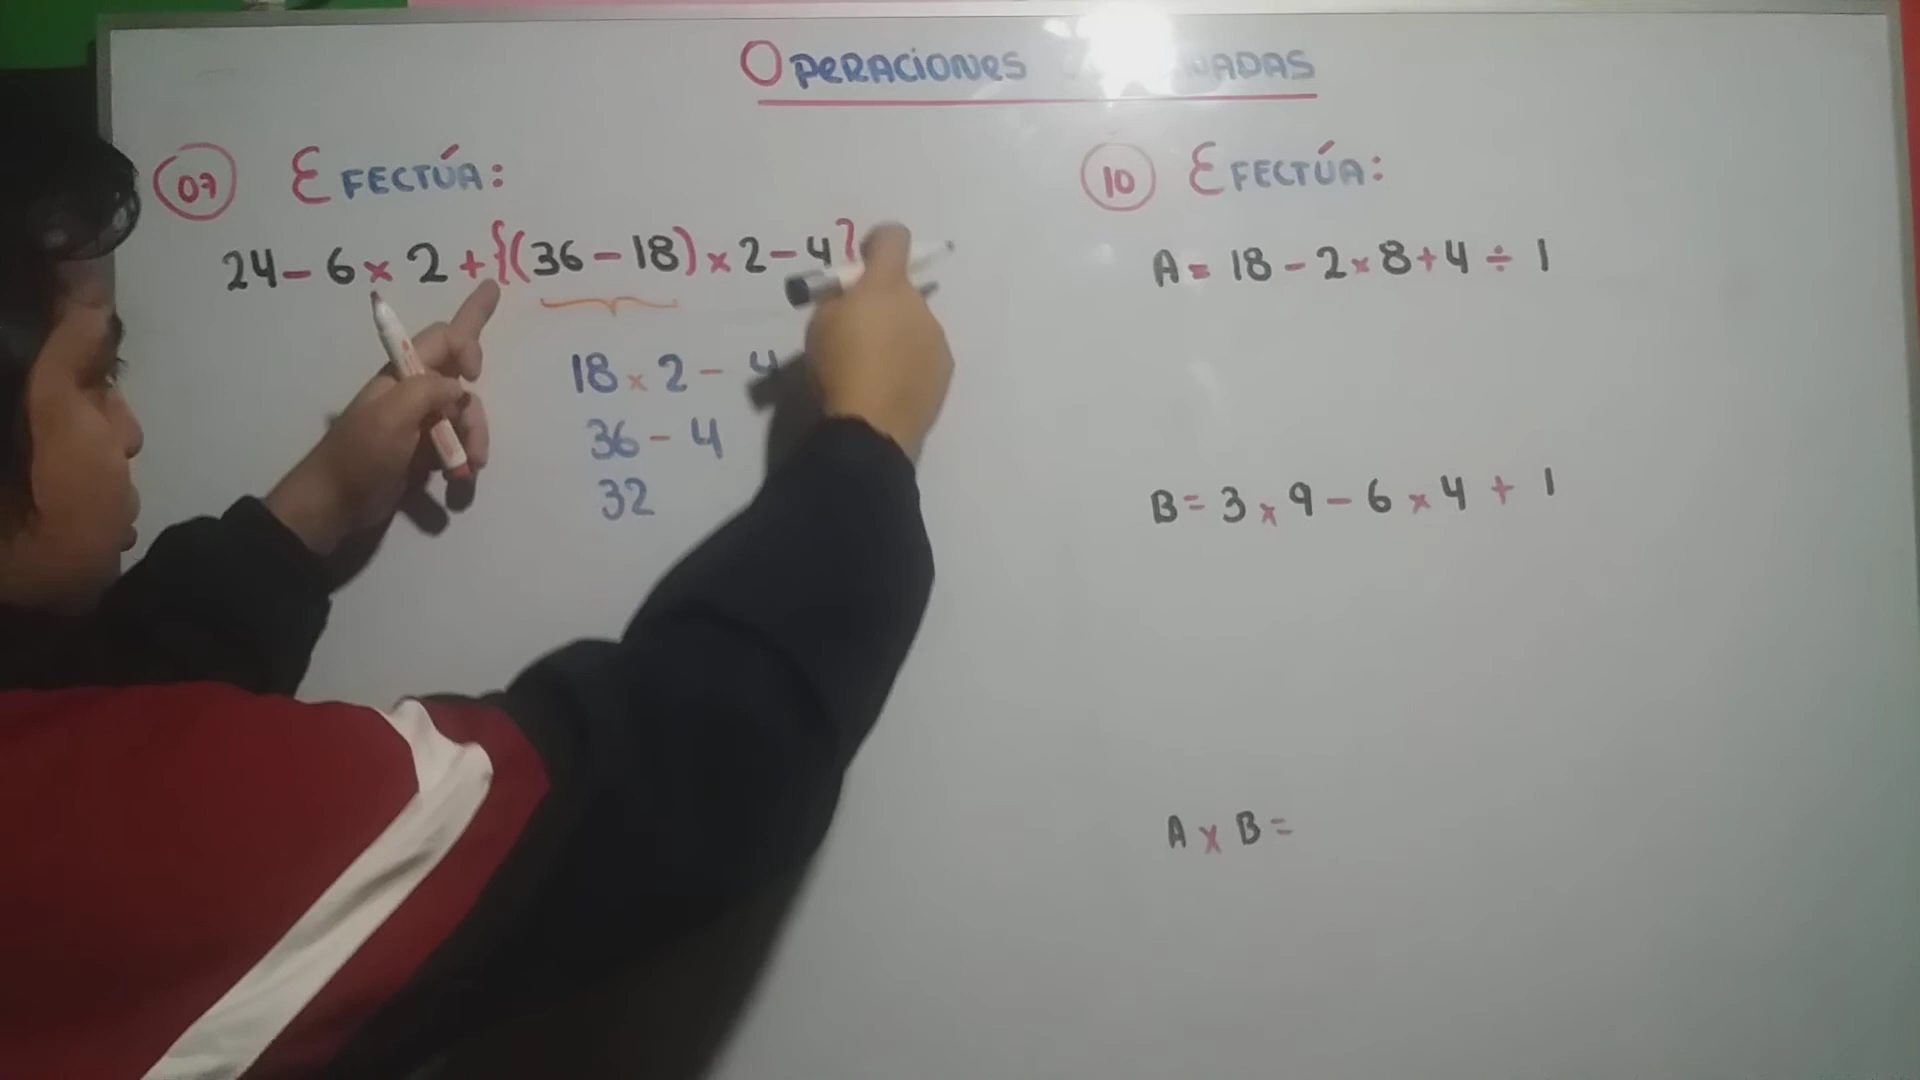 OPERACIONES
07 EFECTÚA:
24 - 6 x 2 + {(36 - 18) x 2 - 4}
18 x 2 - 4
36 - 4
32
10 EFECTÚA:
A = 18 - 2 x 8 + 4 ÷ 1
B = 3 x 9 - 6 x 4 + 1
A x B =